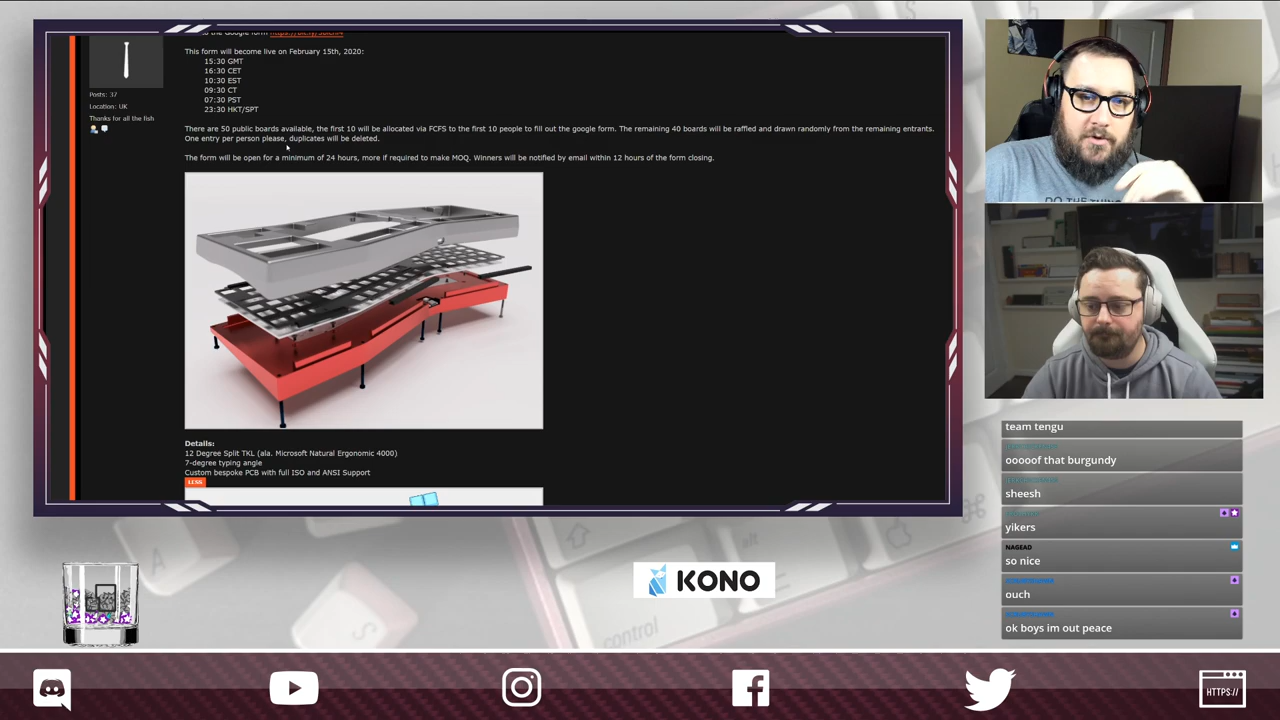 This form will become live on February 15th, 2020:
15:30 GMT
16:30 CET
10:30 EST
09:30 CT
07:30 PST
23:30 HKT/SPT
Posts: 37
Location: UK
Thanks for all the fish
There are 50 public boards available, the first 10 will be allocated via FCFS to the first 10 people to fill out the google form. The remaining 40 boards will be raffled and drawn randomly from the remaining entrants.
One entry per person please, duplicates will be deleted.
The form will be open for a minimum of 24 hours, more if required to make MOQ. Winners will be notified by email within 12 hours of the form closing.
Details:
12 Degree Split TKL (ala. Microsoft Natural Ergonomic 4000)
7-degree typing angle
Custom bespoke PCB with full ISO and ANSI Support
LESS
DO THE THING
team tengu
ooooof that burgundy
sheesh
yikers
NAGEAD
so nice
ouch
ok boys im out peace
KONO
A
control
HTTP://